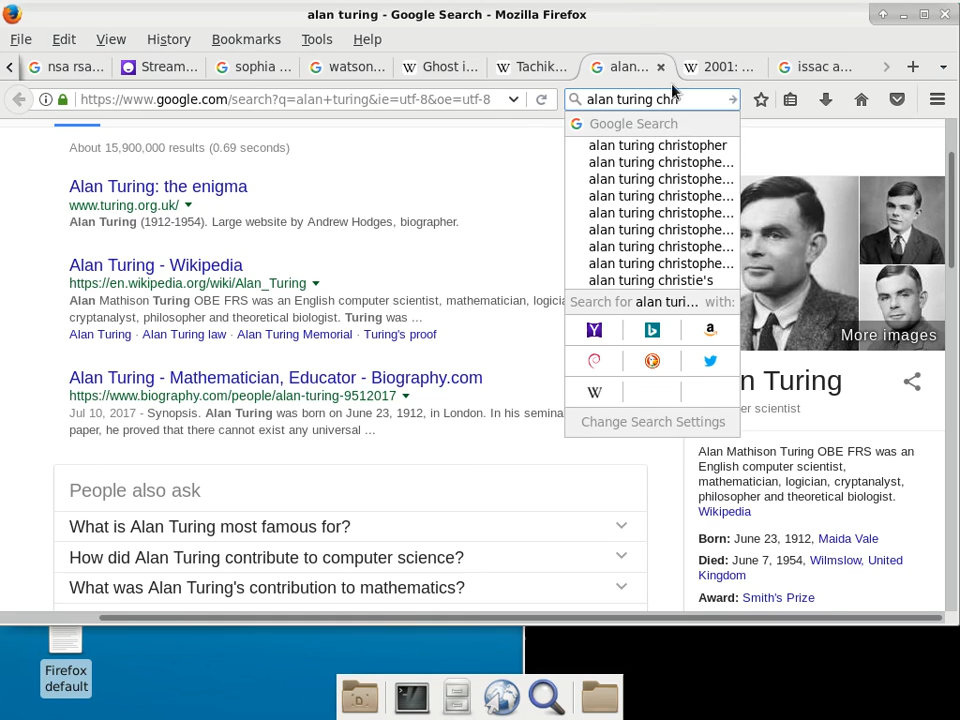 alan turing - Google Search - Mozilla Firefox
File Edit View History Bookmarks Tools Help
nsa rsa... Stream... sophia ... watson... Ghost i... Tachik... alan... 2001: ... issac a...
https://www.google.com/search?q=alan+turing&ie=utf-8&oe=utf-8
alan turing chri
Google Search
alan turing christopher
alan turing christophe...
alan turing christophe...
alan turing christophe...
alan turing christophe...
alan turing christophe...
alan turing christophe...
alan turing christophe...
alan turing christie's
Search for alan turi... with:
Change Search Settings
About 15,900,000 results (0.69 seconds)
Alan Turing: the enigma
www.turing.org.uk/
Alan Turing (1912-1954). Large website by Andrew Hodges, biographer.
Alan Turing - Wikipedia
https://en.wikipedia.org/wiki/Alan_Turing
Alan Mathison Turing OBE FRS was an English computer scientist, mathematician, logicia
cryptanalyst, philosopher and theoretical biologist. Turing was ...
Alan Turing · Alan Turing law · Alan Turing Memorial · Turing's proof
Alan Turing - Mathematician, Educator - Biography.com
https://www.biography.com/people/alan-turing-9512017
Jul 10, 2017 - Synopsis. Alan Turing was born on June 23, 1912, in London. In his semina
paper, he proved that there cannot exist any universal ...
People also ask
What is Alan Turing most famous for?
How did Alan Turing contribute to computer science?
What was Alan Turing's contribution to mathematics?
More images
n Turing
er scientist
Alan Mathison Turing OBE FRS was an
English computer scientist,
mathematician, logician, cryptanalyst,
philosopher and theoretical biologist.
Wikipedia
Born: June 23, 1912, Maida Vale
Died: June 7, 1954, Wilmslow, United
Kingdom
Award: Smith's Prize
Firefox
default